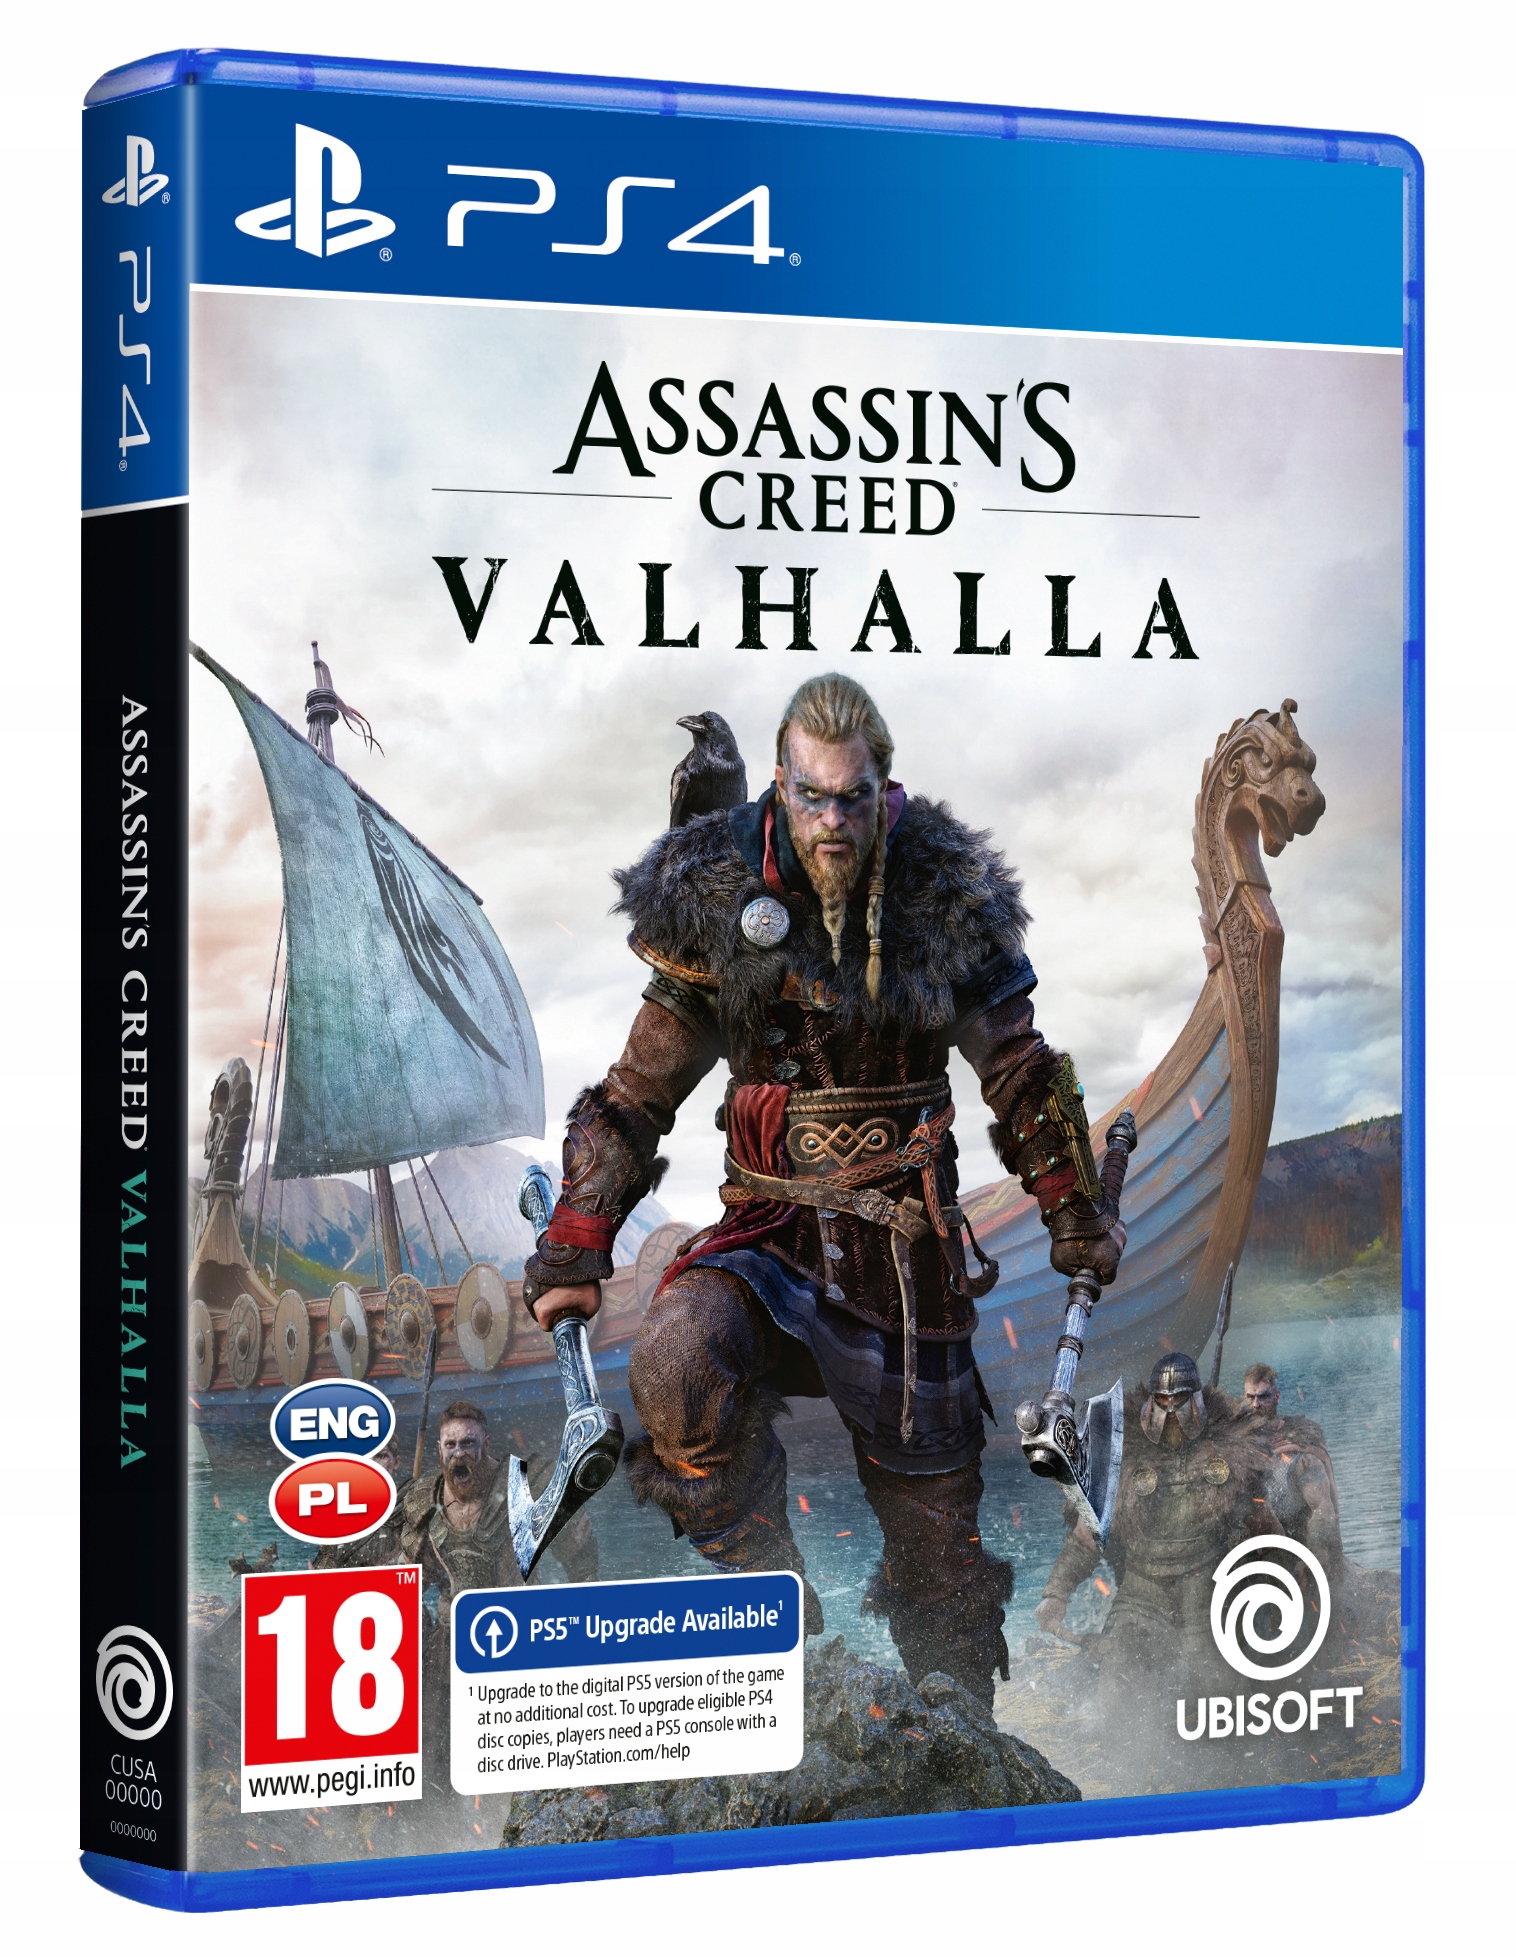 PS4
PS4
ASSASSIN'S CREED VALHALLA
CUSA
00000
0000000
ASSASSIN'S
CREED
VALHALLA
ENG
PL
18™
www.pegi.info
PS5™ Upgrade Available¹
¹ Upgrade to the digital PS5 version of the game
at no additional cost. To upgrade eligible PS4
disc copies, players need a PS5 console with a
disc drive. PlayStation.com/help
UBISOFT